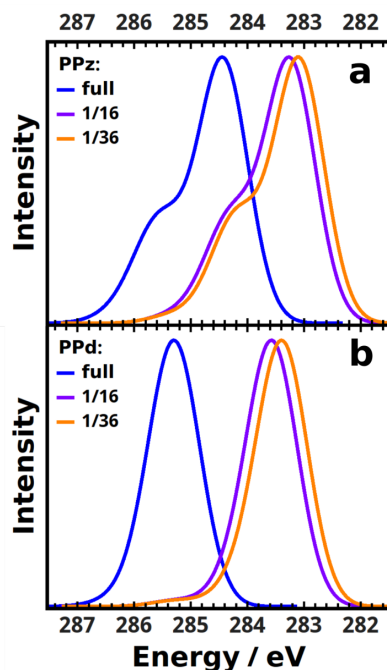 287 286 285 284 283 282
PPz:
a
full
1/16
1/36
Intensity
PPd:
b
full
1/16
1/36
Intensity
287 286 285 284 283 282
Energy / eV